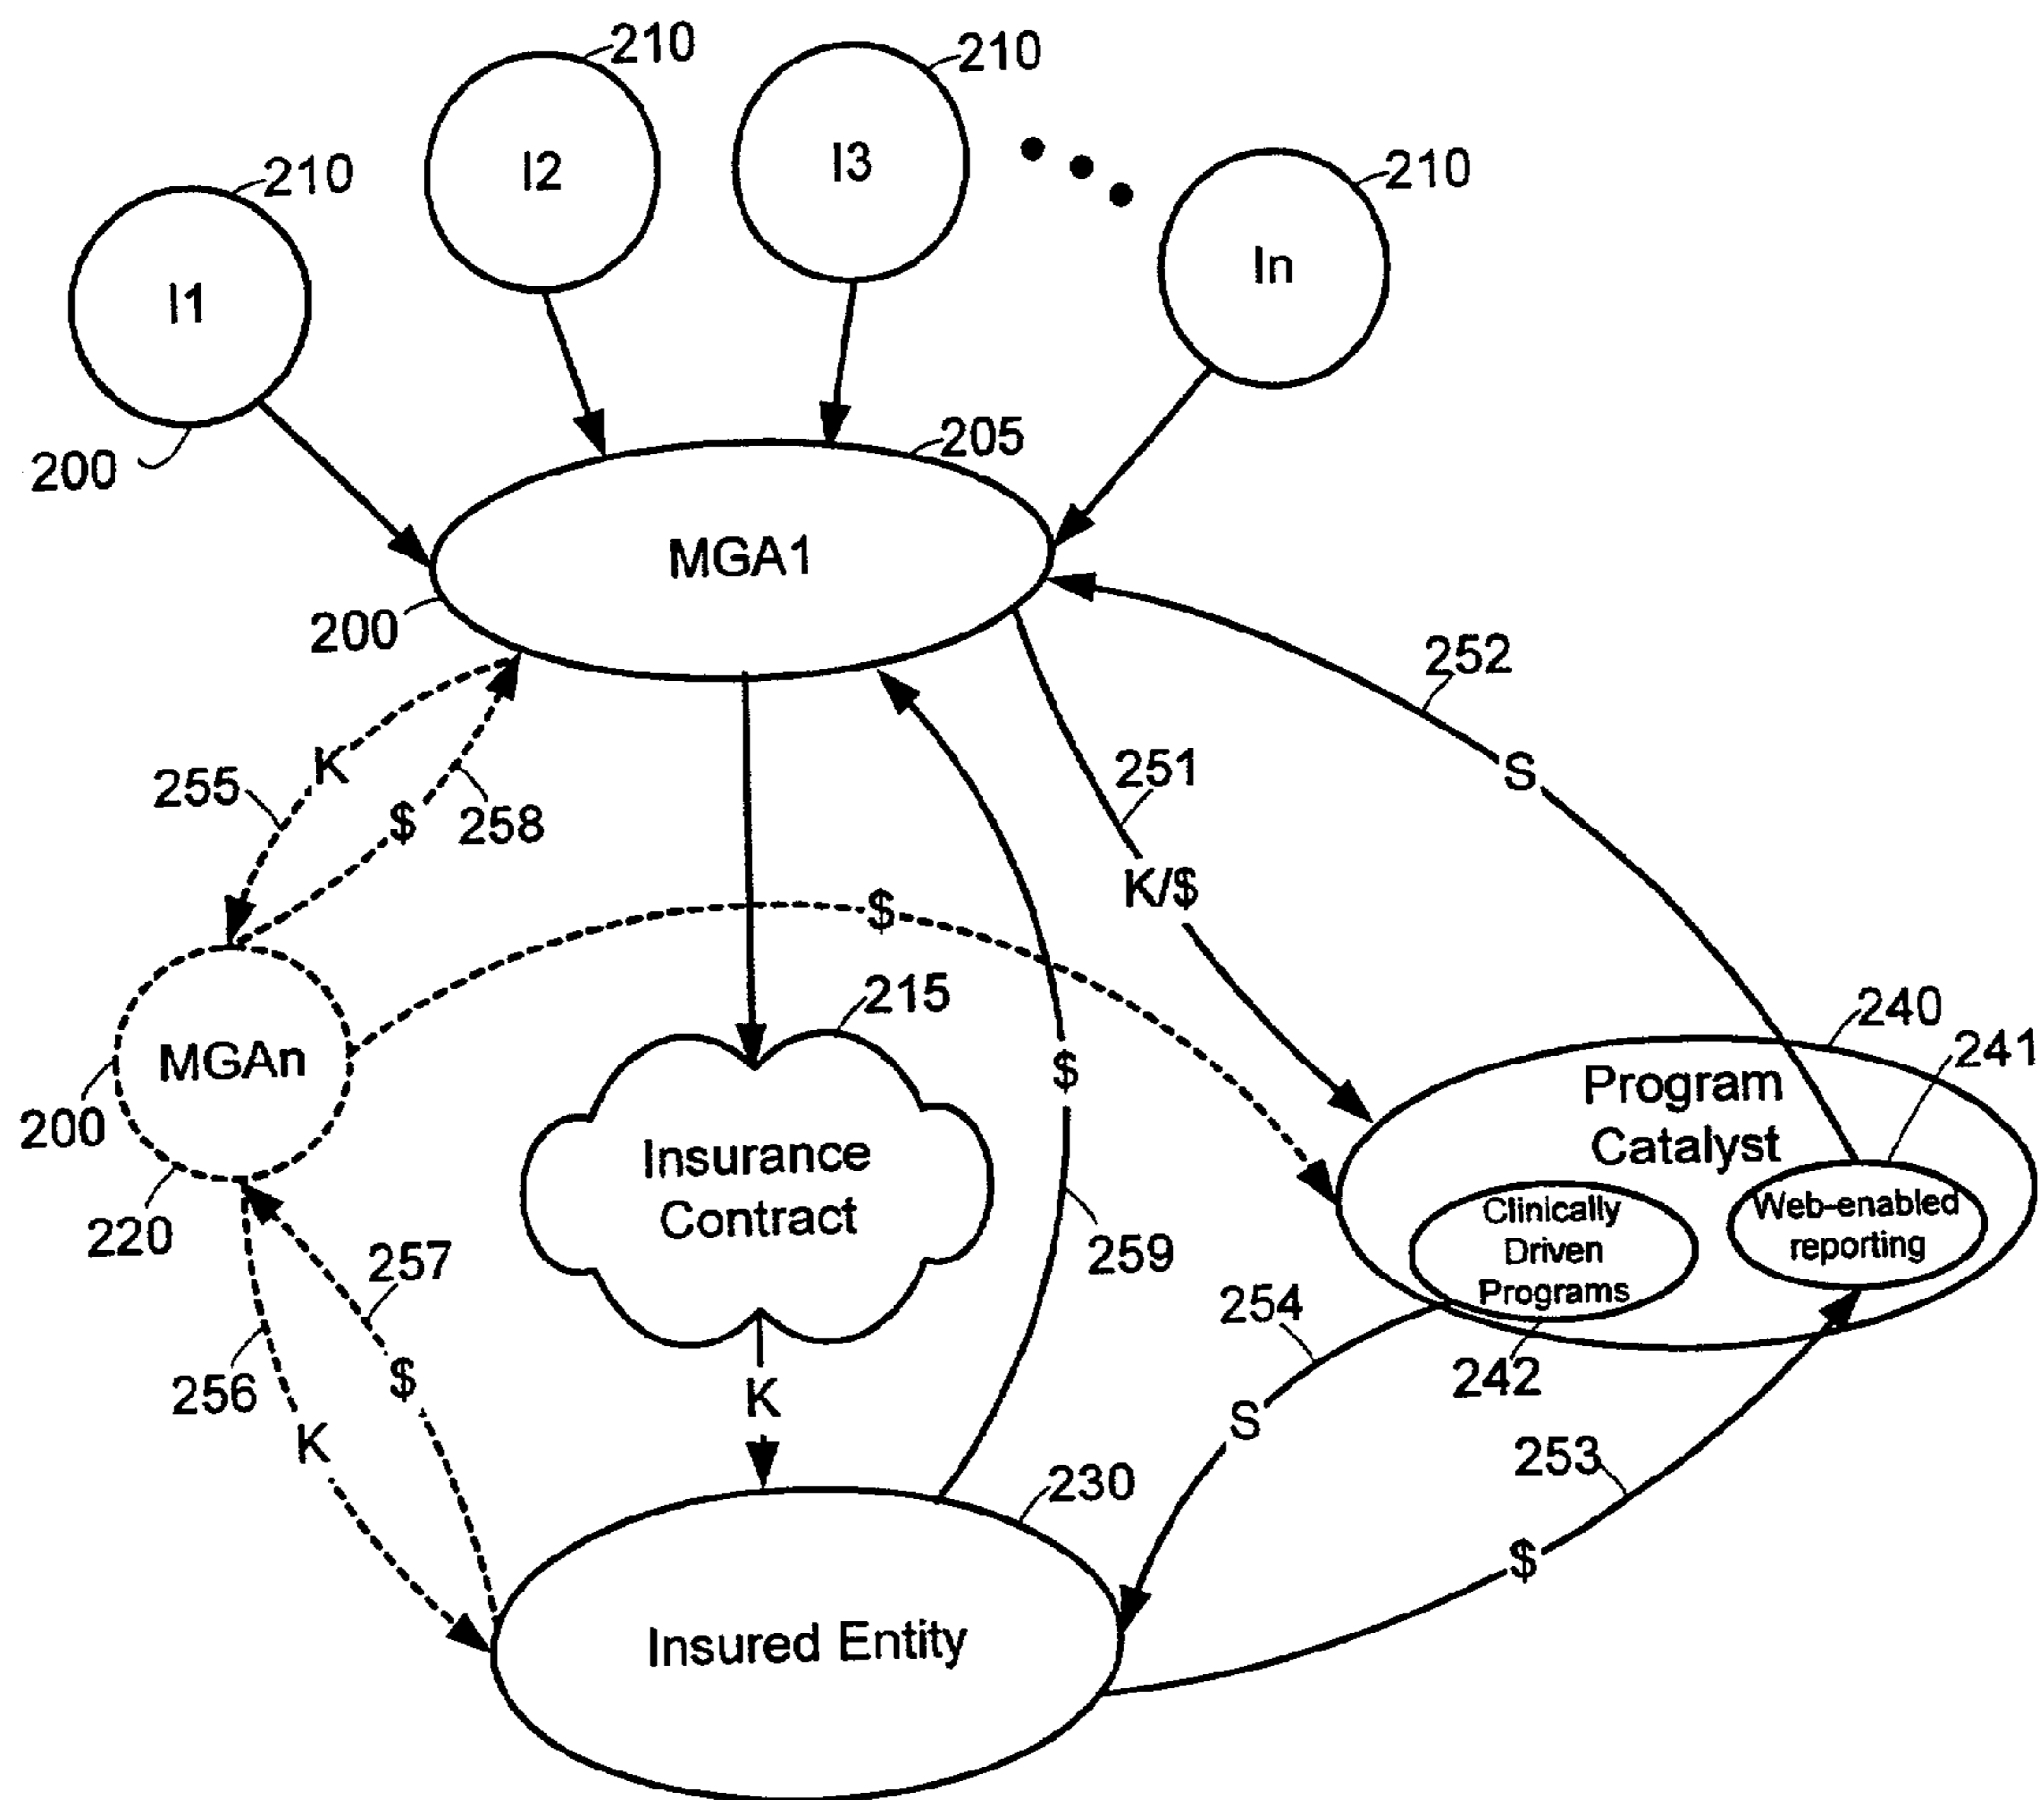 210
210
210
210
I1
I2
I3
In
200
205
MGA1
200
252
S
251
K/$
255
K
$
258
$
215
240
241
MGAn
200
220
Insurance
Contract
$
259
Program
Catalyst
Clinically
Driven
Programs
Web-enabled
reporting
242
254
S
253
$
257
$
256
K
K
230
Insured Entity